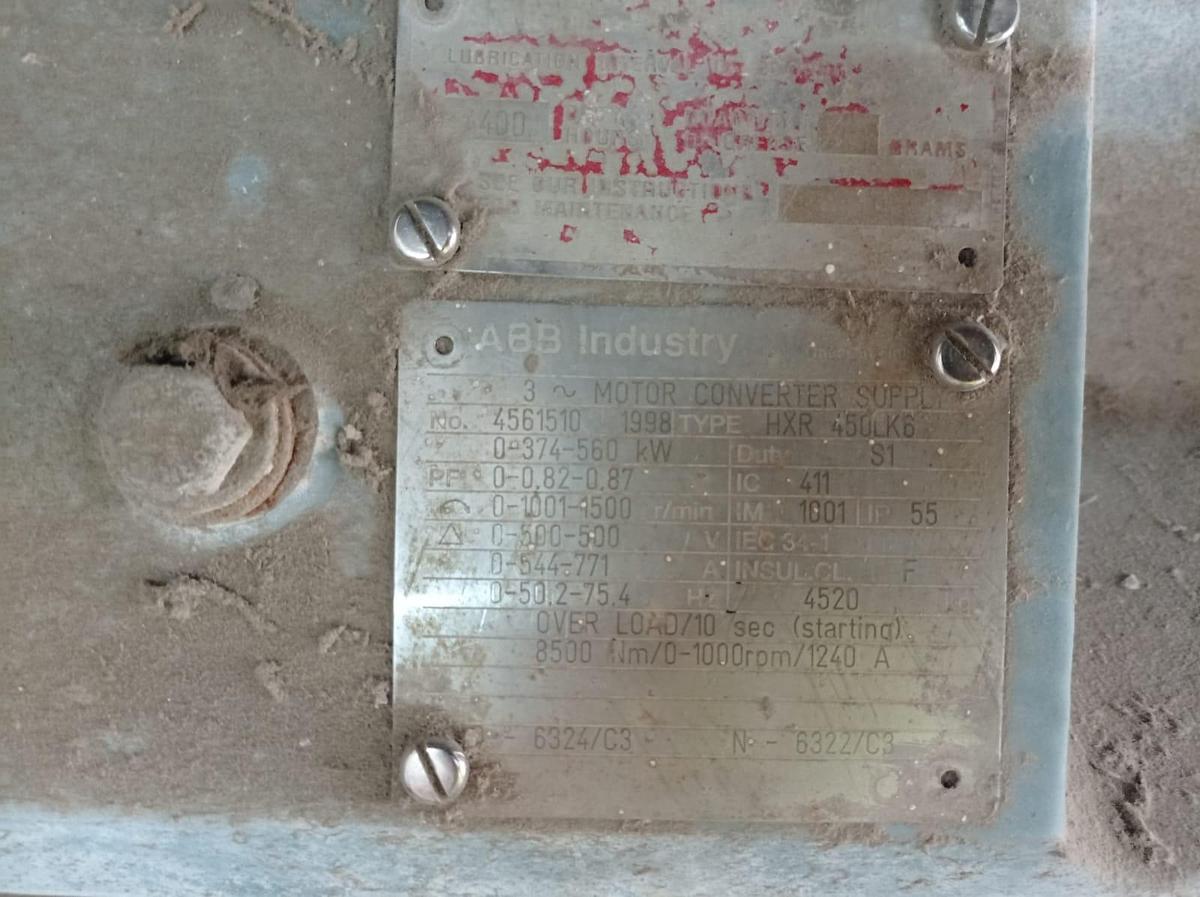 LUBRICATION
400 HOURS GRAMS
SEE OUR INSTRUCTION
MAINTENANCE
ABB Industry
3 ~ MOTOR CONVERTER SUPPLY
No. 4561510 1998 TYPE HXR 450LK6
0-374-560 kW Duty S1
PF 0-0.82-0.87 IC 411
0-1001-1500 r/min IM 1001 IP 55
△ 0-500-500 V IEC 34-1
0-544-771 A INSUL.CL. F
0-50.2-75.4 Hz 4520 kg
OVER LOAD/10 sec (starting)
8500 Nm/0-1000rpm/1240 A
- 6324/C3 - N - 6322/C3